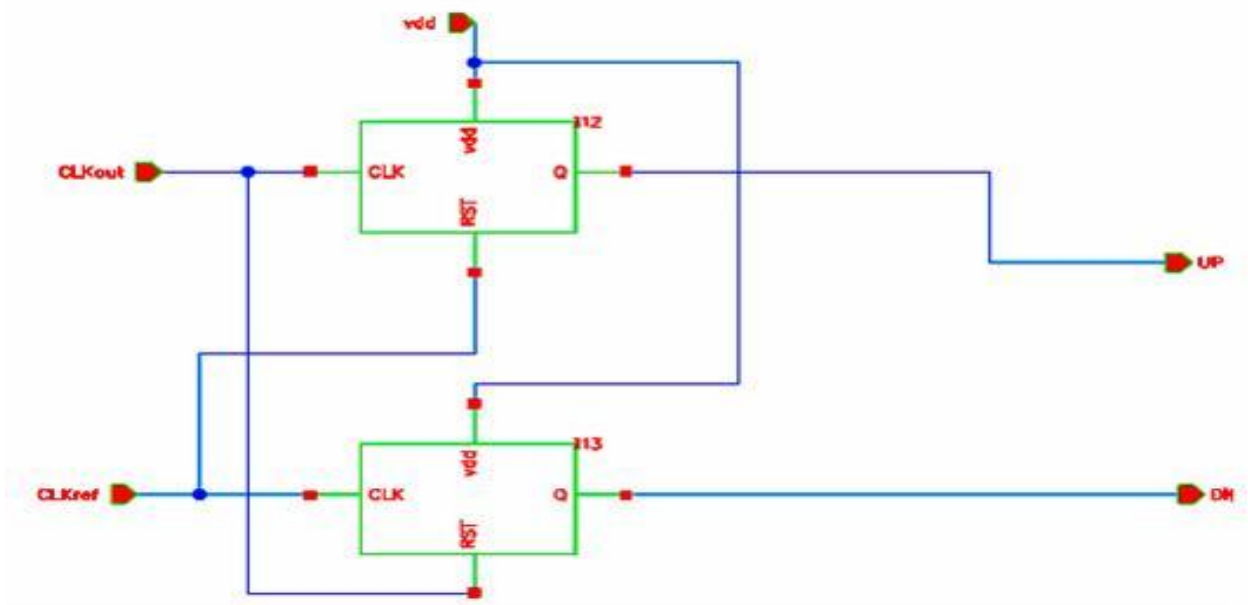 vdd
I12
vdd
CLKout
CLK
Q
RST
UP
I13
vdd
CLKref
CLK
Q
DN
RST